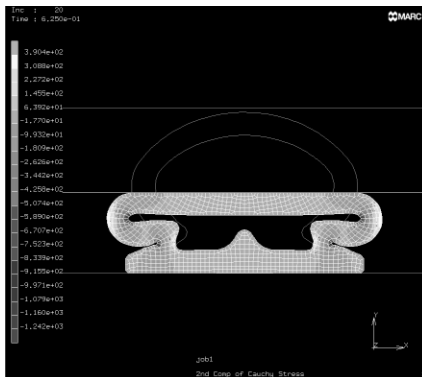 Inc : 20
Time : 6.250e-01
MARC
3.904e+02
3.088e+02
2.272e+02
1.455e+02
6.392e+01
-1.770e+01
-9.932e+01
-1.809e+02
-2.626e+02
-3.442e+02
-4.258e+02
-5.074e+02
-5.890e+02
-6.707e+02
-7.523e+02
-8.339e+02
-9.155e+02
-9.971e+02
-1.079e+03
-1.160e+03
-1.242e+03
Y
Z X
job1
2nd Comp of Cauchy Stress